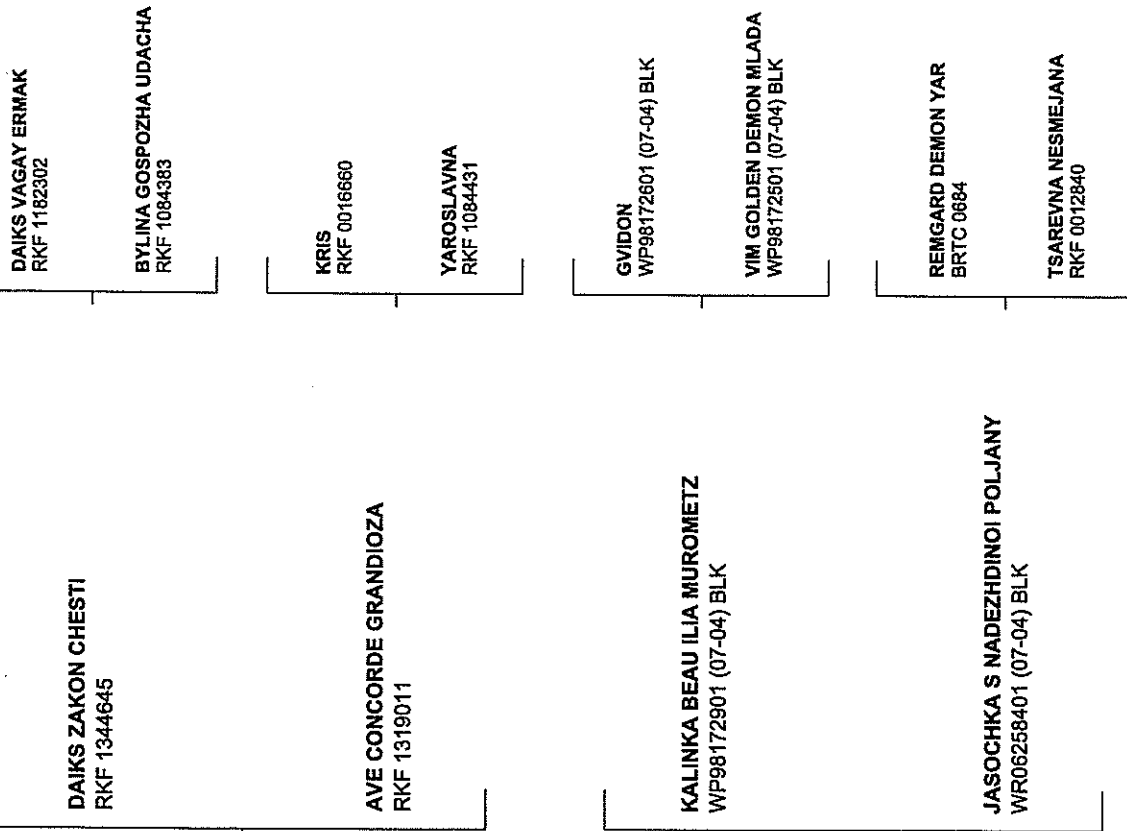 DAIKS ZAKON CHESTI
RKF 1344645
AVE CONCORDE GRANDIOZA
RKF 1319011
KALINKA BEAU ILIA MUROMETZ
WP98172901 (07-04) BLK
JASOCHKA S NADEZHDINOI POLJANY
WR06258401 (07-04) BLK
DAIKS VAGAY ERMAK
RKF 1182302
BYLINA GOSPOZHA UDACHA
RKF 1084383
KRIS
RKF 0016660
YAROSLAVNA
RKF 1084431
GVIDON
WP98172601 (07-04) BLK
VIM GOLDEN DEMON MLADA
WP98172501 (07-04) BLK
REMGARD DEMON YAR
BRTC 0684
TSAREVNA NESMEJANA
RKF 0012840